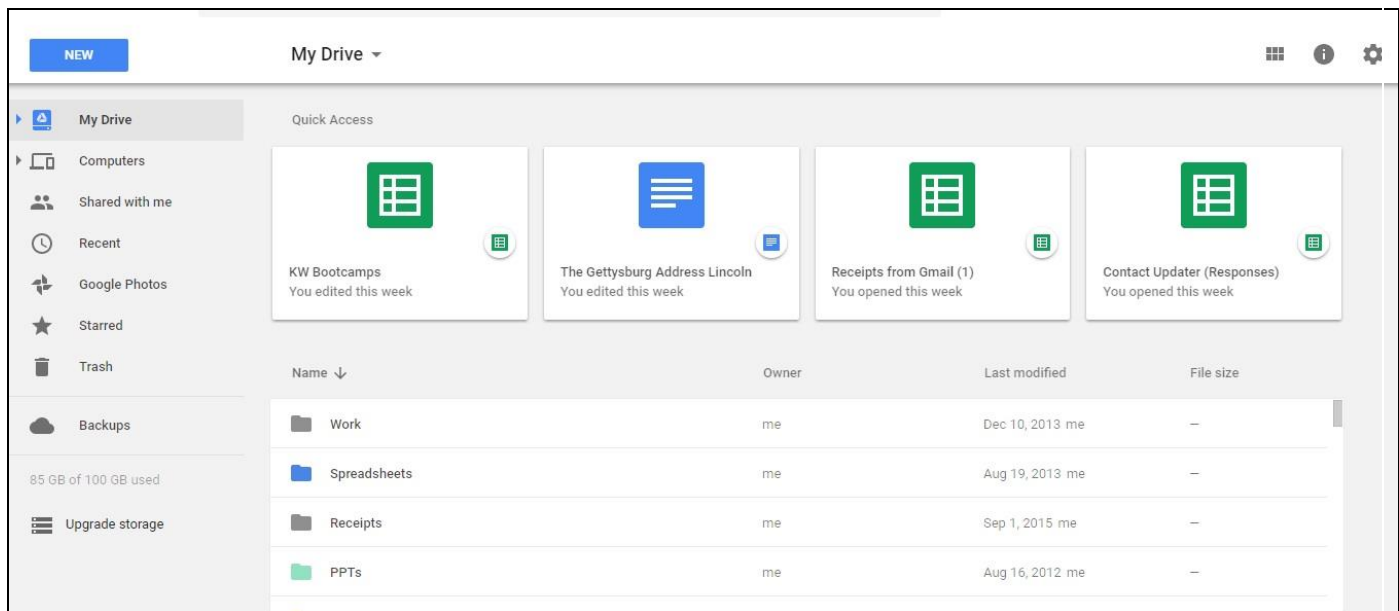 NEW
My Drive
My Drive
Computers
Shared with me
Recent
Google Photos
Starred
Trash
Backups
85 GB of 100 GB used
Upgrade storage
Quick Access
KW Bootcamps
You edited this week
The Gettysburg Address Lincoln
You edited this week
Receipts from Gmail (1)
You opened this week
Contact Updater (Responses)
You opened this week
Name Owner Last modified File size
Work me Dec 10, 2013 me –
Spreadsheets me Aug 19, 2013 me –
Receipts me Sep 1, 2015 me –
PPTs me Aug 16, 2012 me –